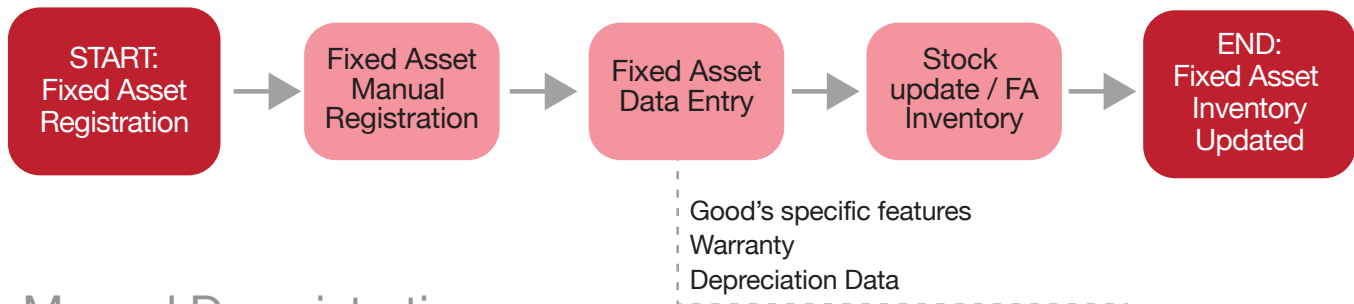 START:
Fixed Asset
Registration
Fixed Asset
Manual
Registration
Fixed Asset
Data Entry
Stock
update / FA
Inventory
END:
Fixed Asset
Inventory
Updated
Good's specific features
Warranty
Depreciation Data